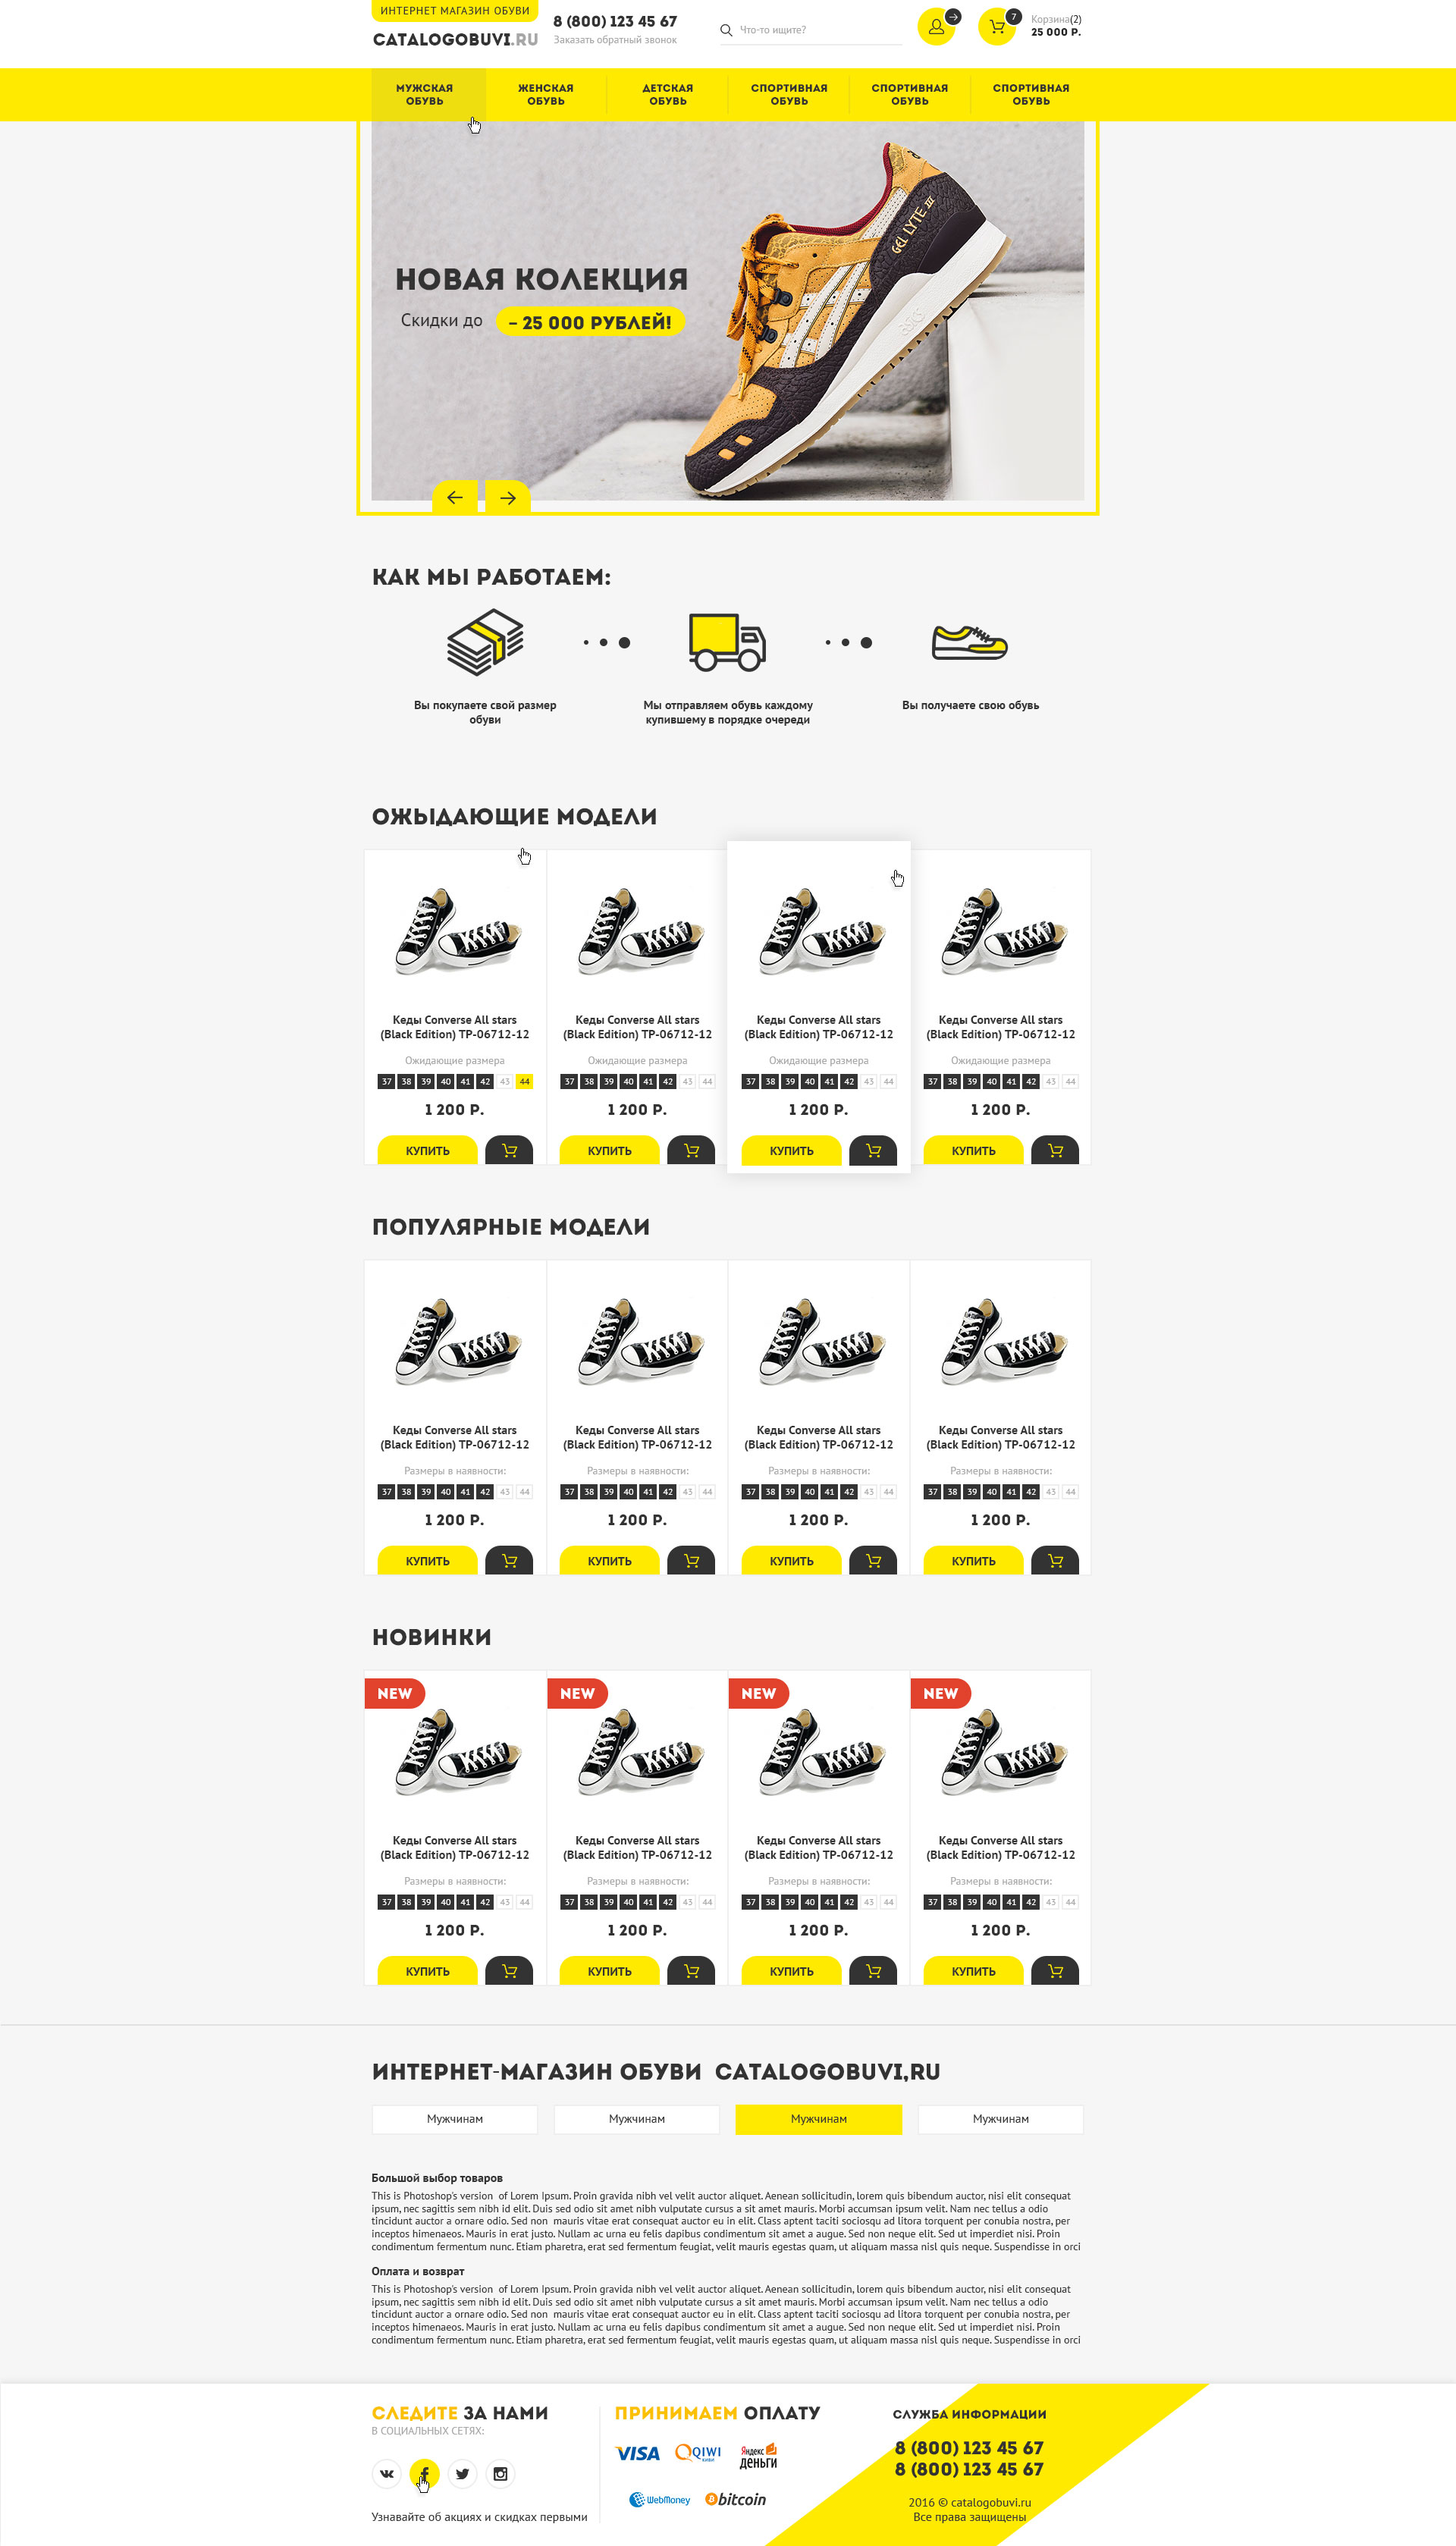 ИНТЕРНЕТ МАГАЗИН ОБУВИ
CATALOGOBUVI.RU
8 (800) 123 45 67
Заказать обратный звонок
Что-то ищите?
7
Корзина(2)
25 000 Р.
МУЖСКАЯ
ОБУВЬ
ЖЕНСКАЯ
ОБУВЬ
ДЕТСКАЯ
ОБУВЬ
СПОРТИВНАЯ
ОБУВЬ
СПОРТИВНАЯ
ОБУВЬ
СПОРТИВНАЯ
ОБУВЬ
GEL LYTE III
asics
НОВАЯ КОЛЕКЦИЯ
Скидки до – 25 000 РУБЛЕЙ!
КАК МЫ РАБОТАЕМ:
Вы покупаете свой размер
обуви
Мы отправляем обувь каждому
купившему в порядке очереди
Вы получаете свою обувь
ОЖЫДАЮЩИЕ МОДЕЛИ
Кеды Converse All stars
(Black Edition) TP-06712-12
Ожидающие размера
37 38 39 40 41 42 43 44
1 200 Р.
КУПИТЬ
Кеды Converse All stars
(Black Edition) TP-06712-12
Ожидающие размера
37 38 39 40 41 42 43 44
1 200 Р.
КУПИТЬ
Кеды Converse All stars
(Black Edition) TP-06712-12
Ожидающие размера
37 38 39 40 41 42 43 44
1 200 Р.
КУПИТЬ
Кеды Converse All stars
(Black Edition) TP-06712-12
Ожидающие размера
37 38 39 40 41 42 43 44
1 200 Р.
КУПИТЬ
ПОПУЛЯРНЫЕ МОДЕЛИ
Кеды Converse All stars
(Black Edition) TP-06712-12
Размеры в наявности:
37 38 39 40 41 42 43 44
1 200 Р.
КУПИТЬ
Кеды Converse All stars
(Black Edition) TP-06712-12
Размеры в наявности:
37 38 39 40 41 42 43 44
1 200 Р.
КУПИТЬ
Кеды Converse All stars
(Black Edition) TP-06712-12
Размеры в наявности:
37 38 39 40 41 42 43 44
1 200 Р.
КУПИТЬ
Кеды Converse All stars
(Black Edition) TP-06712-12
Размеры в наявности:
37 38 39 40 41 42 43 44
1 200 Р.
КУПИТЬ
НОВИНКИ
NEW
Кеды Converse All stars
(Black Edition) TP-06712-12
Размеры в наявности:
37 38 39 40 41 42 43 44
1 200 Р.
КУПИТЬ
NEW
Кеды Converse All stars
(Black Edition) TP-06712-12
Размеры в наявности:
37 38 39 40 41 42 43 44
1 200 Р.
КУПИТЬ
NEW
Кеды Converse All stars
(Black Edition) TP-06712-12
Размеры в наявности:
37 38 39 40 41 42 43 44
1 200 Р.
КУПИТЬ
NEW
Кеды Converse All stars
(Black Edition) TP-06712-12
Размеры в наявности:
37 38 39 40 41 42 43 44
1 200 Р.
КУПИТЬ
ИНТЕРНЕТ-МАГАЗИН ОБУВИ CATALOGOBUVI,RU
Мужчинам
Мужчинам
Мужчинам
Мужчинам
Большой выбор товаров
This is Photoshop's version of Lorem Ipsum. Proin gravida nibh vel velit auctor aliquet. Aenean sollicitudin, lorem quis bibendum auctor, nisi elit consequat
ipsum, nec sagittis sem nibh id elit. Duis sed odio sit amet nibh vulputate cursus a sit amet mauris. Morbi accumsan ipsum velit. Nam nec tellus a odio
tincidunt auctor a ornare odio. Sed non mauris vitae erat consequat auctor eu in elit. Class aptent taciti sociosqu ad litora torquent per conubia nostra, per
inceptos himenaeos. Mauris in erat justo. Nullam ac urna eu felis dapibus condimentum sit amet a augue. Sed non neque elit. Sed ut imperdiet nisi. Proin
condimentum fermentum nunc. Etiam pharetra, erat sed fermentum feugiat, velit mauris egestas quam, ut aliquam massa nisl quis neque. Suspendisse in orci
Оплата и возврат
This is Photoshop's version of Lorem Ipsum. Proin gravida nibh vel velit auctor aliquet. Aenean sollicitudin, lorem quis bibendum auctor, nisi elit consequat
ipsum, nec sagittis sem nibh id elit. Duis sed odio sit amet nibh vulputate cursus a sit amet mauris. Morbi accumsan ipsum velit. Nam nec tellus a odio
tincidunt auctor a ornare odio. Sed non mauris vitae erat consequat auctor eu in elit. Class aptent taciti sociosqu ad litora torquent per conubia nostra, per
inceptos himenaeos. Mauris in erat justo. Nullam ac urna eu felis dapibus condimentum sit amet a augue. Sed non neque elit. Sed ut imperdiet nisi. Proin
condimentum fermentum nunc. Etiam pharetra, erat sed fermentum feugiat, velit mauris egestas quam, ut aliquam massa nisl quis neque. Suspendisse in orci
СЛЕДИТЕ ЗА НАМИ
В СОЦИАЛЬНЫХ СЕТЯХ:
Узнавайте об акциях и скидках первыми
ПРИНИМАЕМ ОПЛАТУ
VISA
QIWI
КИВИ
Яндекс
деньги
WebMoney
bitcoin
СЛУЖБА ИНФОРМАЦИИ
8 (800) 123 45 67
8 (800) 123 45 67
2016 © catalogobuvi.ru
Все права защищены